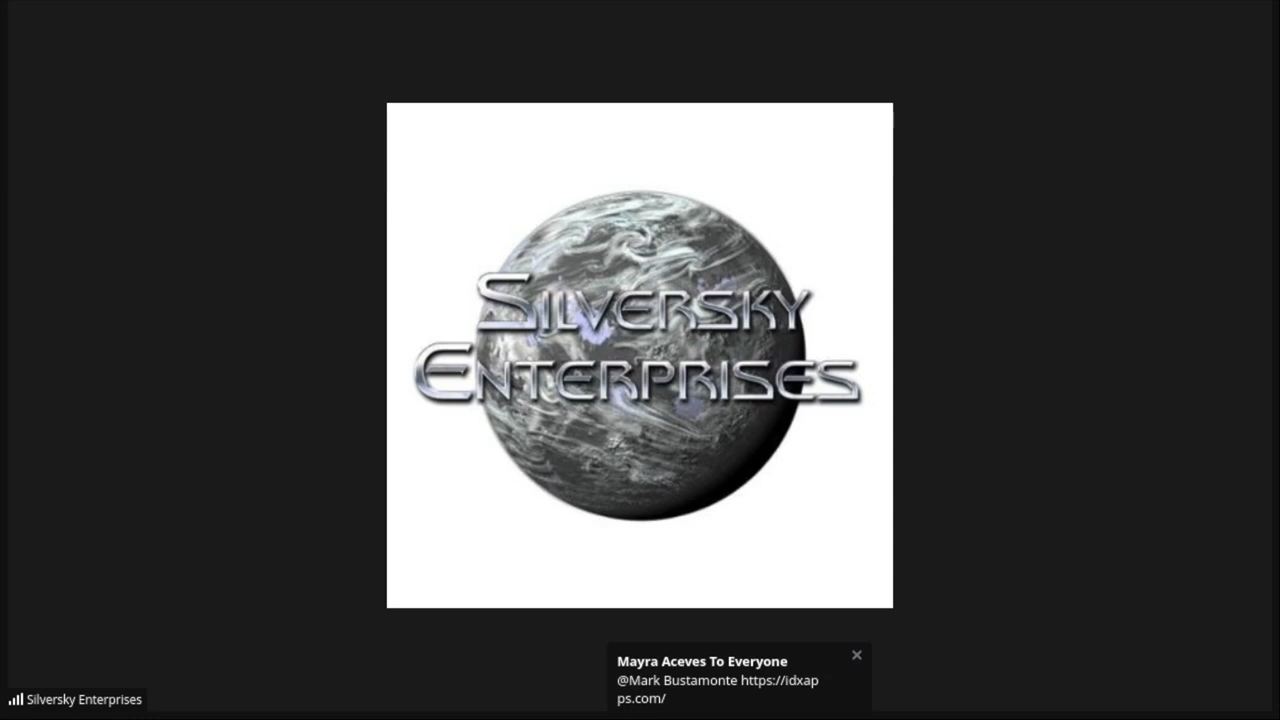 SILVERSKY
ENTERPRISES
Mayra Aceves To Everyone
@Mark Bustamonte https://idxap
ps.com/
Silversky Enterprises